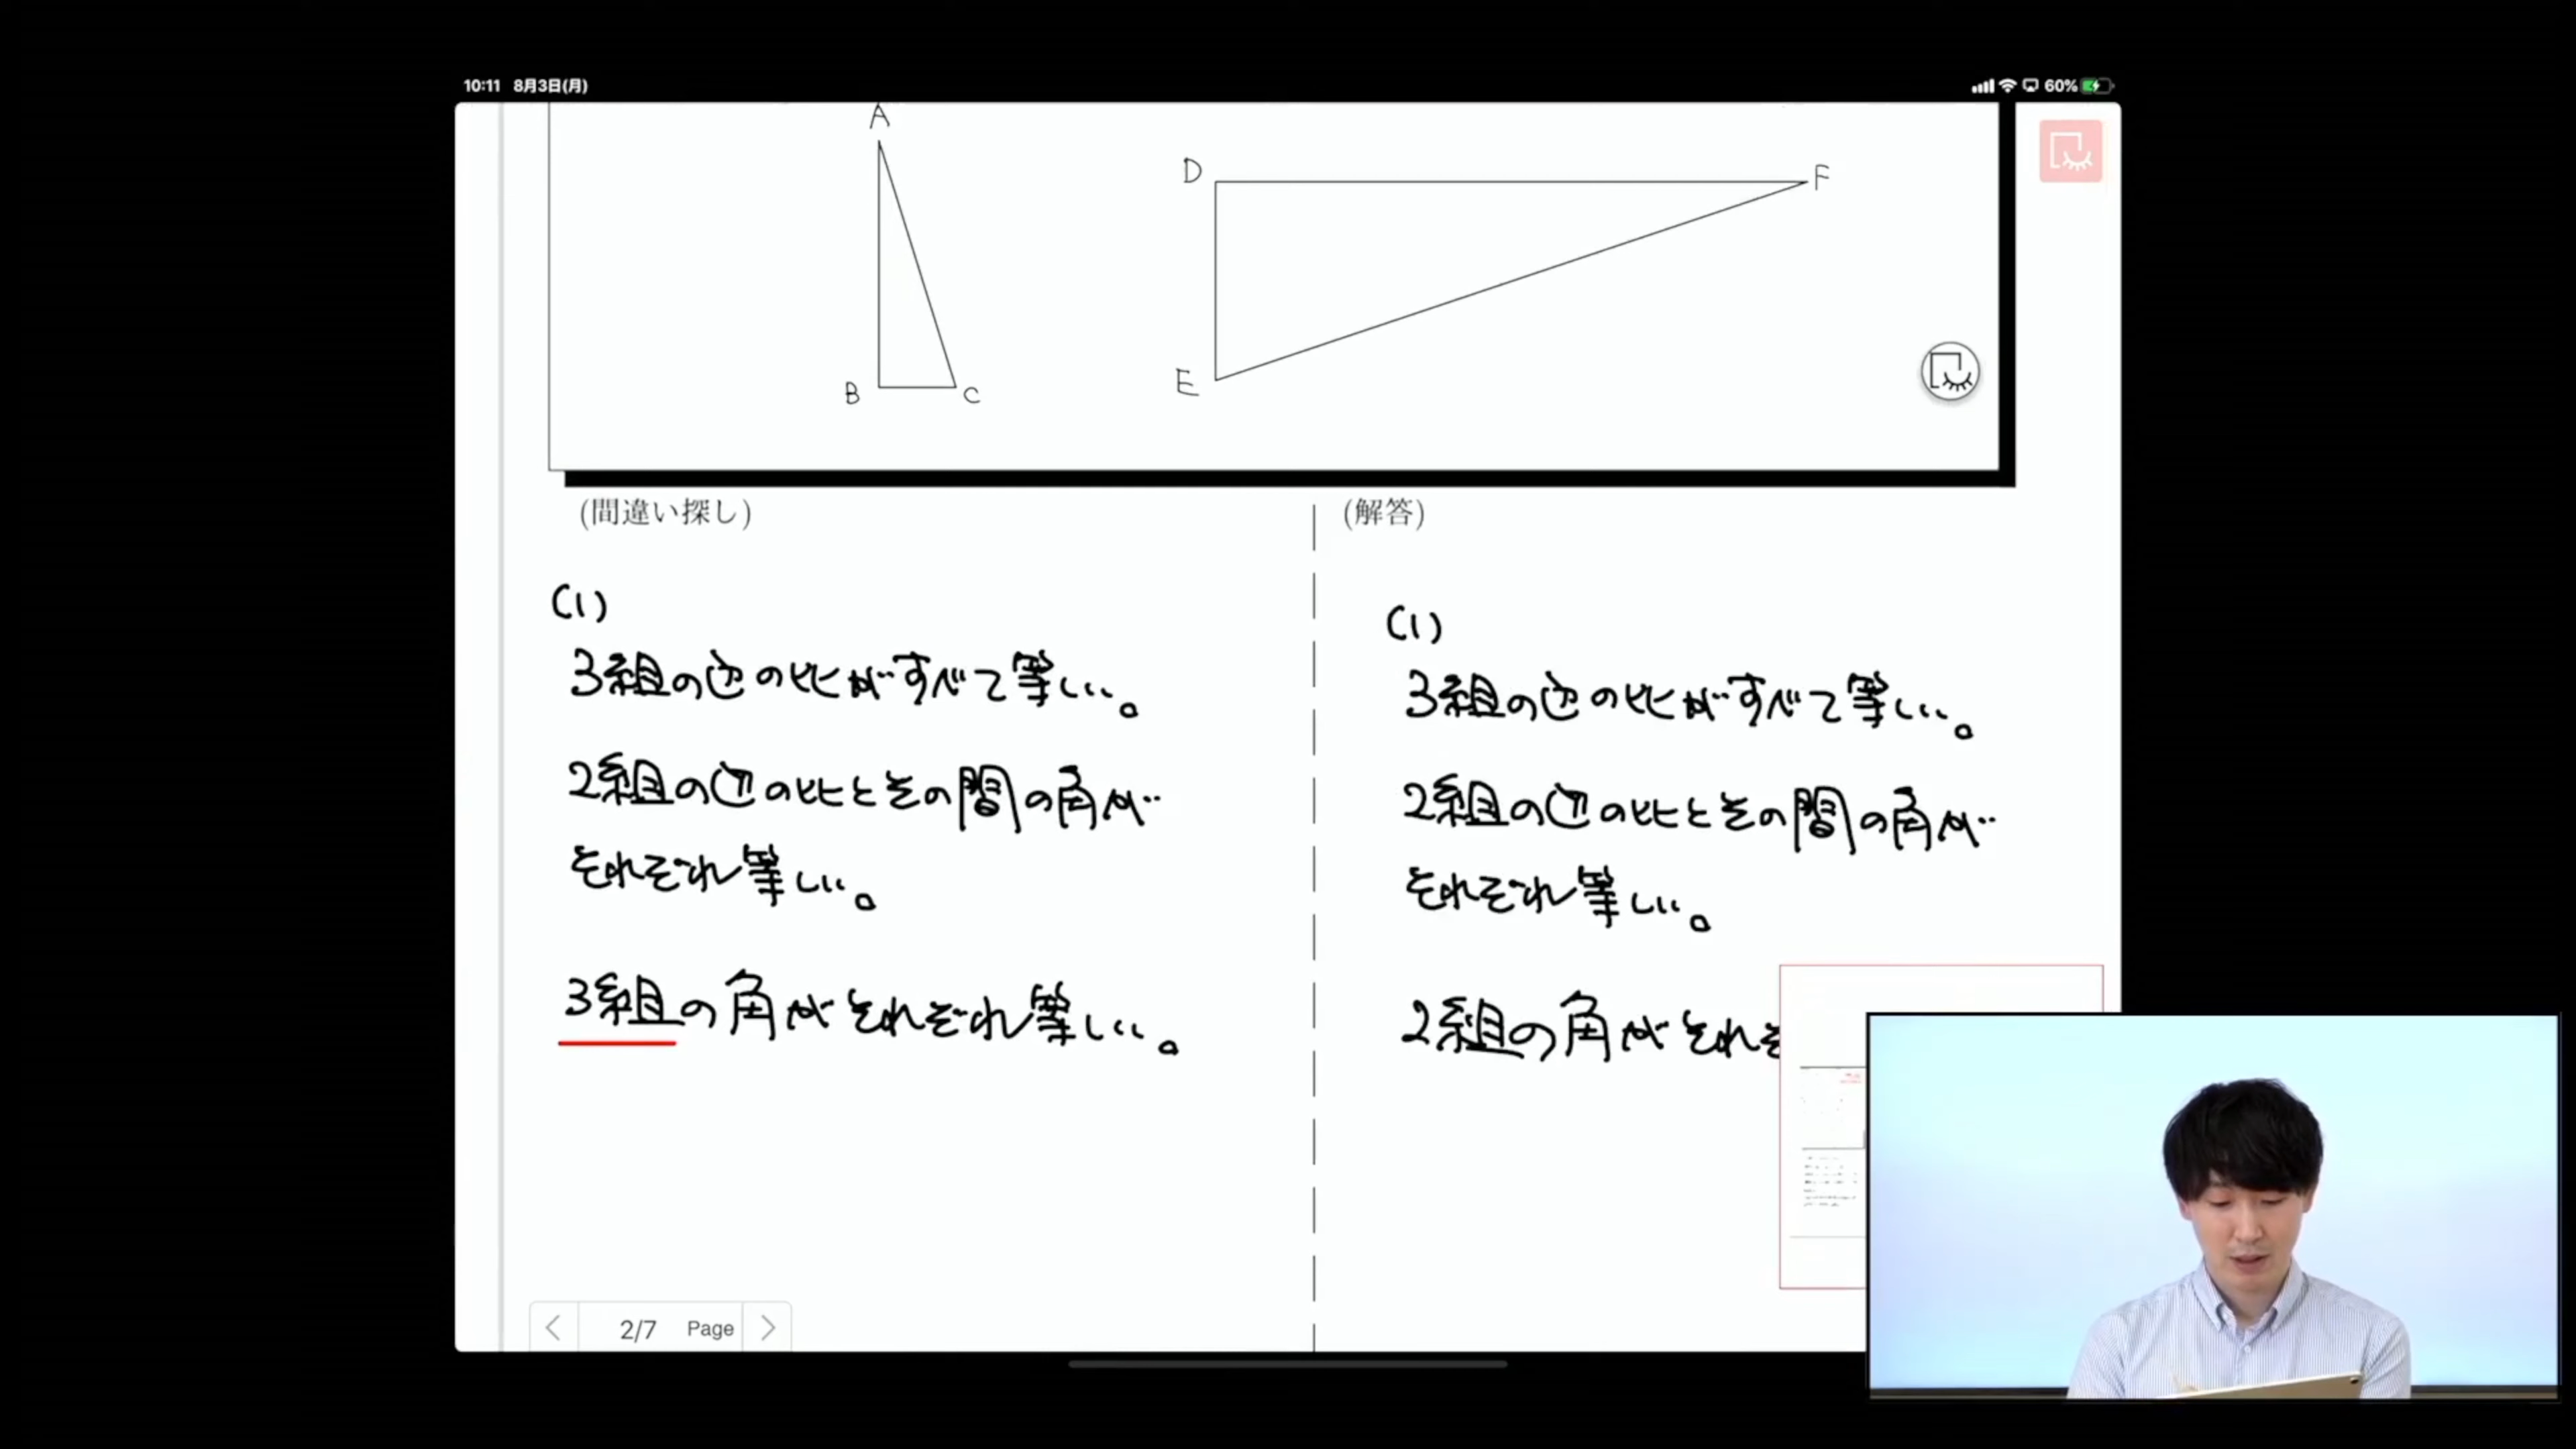 10:11 8月3日(月)
60%
A
D
F
B
C
E
(間違い探し)
(解答)
(1)
3組の辺の比がすべて等しい。
2組の辺の比とその間の角が
それぞれ等しい。
3組の角がそれぞれ等しい。
(1)
3組の辺の比がすべて等しい。
2組の辺の比とその間の角が
それぞれ等しい。
2組の角がそれぞ
2/7 Page